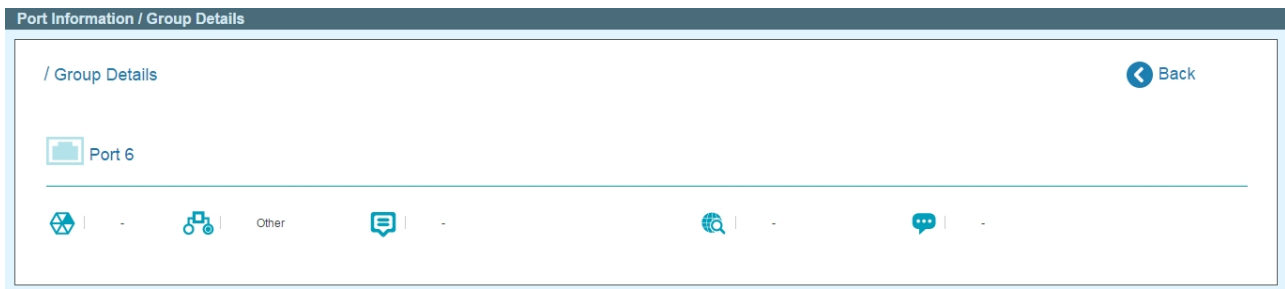 Port Information / Group Details
/ Group Details
Back
Port 6
- Other - - -